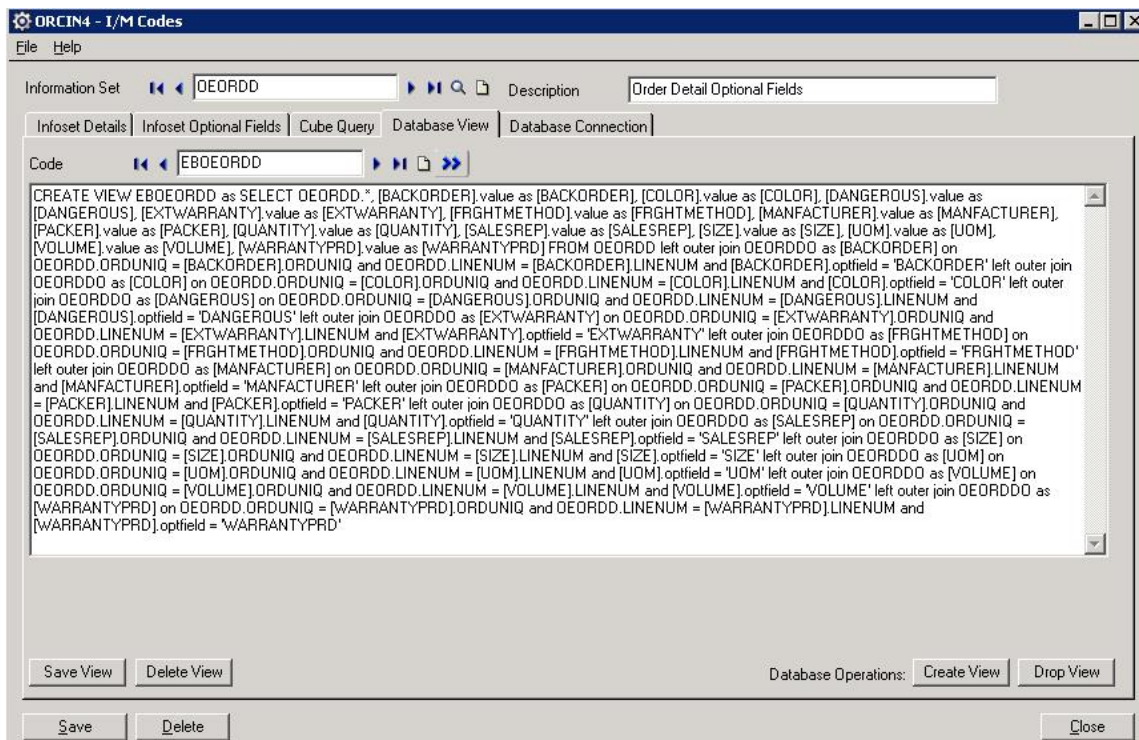 ORCIN4 - I/M Codes
File Help
Information Set OEORDD Description Order Detail Optional Fields
Infoset Details Infoset Optional Fields Cube Query Database View Database Connection
Code EBOEORDD
CREATE VIEW EBOEORDD as SELECT OEORDD.*, [BACKORDER].value as [BACKORDER], [COLOR].value as [COLOR], [DANGEROUS].value as
[DANGEROUS], [EXTWARRANTY].value as [EXTWARRANTY], [FRGHTMETHOD].value as [FRGHTMETHOD], [MANFACTURER].value as [MANFACTURER],
[PACKER].value as [PACKER], [QUANTITY].value as [QUANTITY], [SALESREP].value as [SALESREP], [SIZE].value as [SIZE], [UOM].value as [UOM],
[VOLUME].value as [VOLUME], [WARRANTYPRD].value as [WARRANTYPRD] FROM OEORDD left outer join OEORDDO as [BACKORDER] on
OEORDD.ORDUNIQ = [BACKORDER].ORDUNIQ and OEORDD.LINENUM = [BACKORDER].LINENUM and [BACKORDER].optfield = 'BACKORDER' left outer join
OEORDDO as [COLOR] on OEORDD.ORDUNIQ = [COLOR].ORDUNIQ and OEORDD.LINENUM = [COLOR].LINENUM and [COLOR].optfield = 'COLOR' left outer
join OEORDDO as [DANGEROUS] on OEORDD.ORDUNIQ = [DANGEROUS].ORDUNIQ and OEORDD.LINENUM = [DANGEROUS].LINENUM and
[DANGEROUS].optfield = 'DANGEROUS' left outer join OEORDDO as [EXTWARRANTY] on OEORDD.ORDUNIQ = [EXTWARRANTY].ORDUNIQ and
OEORDD.LINENUM = [EXTWARRANTY].LINENUM and [EXTWARRANTY].optfield = 'EXTWARRANTY' left outer join OEORDDO as [FRGHTMETHOD] on
OEORDD.ORDUNIQ = [FRGHTMETHOD].ORDUNIQ and OEORDD.LINENUM = [FRGHTMETHOD].LINENUM and [FRGHTMETHOD].optfield = 'FRGHTMETHOD'
left outer join OEORDDO as [MANFACTURER] on OEORDD.ORDUNIQ = [MANFACTURER].ORDUNIQ and OEORDD.LINENUM = [MANFACTURER].LINENUM
and [MANFACTURER].optfield = 'MANFACTURER' left outer join OEORDDO as [PACKER] on OEORDD.ORDUNIQ = [PACKER].ORDUNIQ and OEORDD.LINENUM
= [PACKER].LINENUM and [PACKER].optfield = 'PACKER' left outer join OEORDDO as [QUANTITY] on OEORDD.ORDUNIQ = [QUANTITY].ORDUNIQ and
OEORDD.LINENUM = [QUANTITY].LINENUM and [QUANTITY].optfield = 'QUANTITY' left outer join OEORDDO as [SALESREP] on OEORDD.ORDUNIQ =
[SALESREP].ORDUNIQ and OEORDD.LINENUM = [SALESREP].LINENUM and [SALESREP].optfield = 'SALESREP' left outer join OEORDDO as [SIZE] on
OEORDD.ORDUNIQ = [SIZE].ORDUNIQ and OEORDD.LINENUM = [SIZE].LINENUM and [SIZE].optfield = 'SIZE' left outer join OEORDDO as [UOM] on
OEORDD.ORDUNIQ = [UOM].ORDUNIQ and OEORDD.LINENUM = [UOM].LINENUM and [UOM].optfield = 'UOM' left outer join OEORDDO as [VOLUME] on
OEORDD.ORDUNIQ = [VOLUME].ORDUNIQ and OEORDD.LINENUM = [VOLUME].LINENUM and [VOLUME].optfield = 'VOLUME' left outer join OEORDDO as
[WARRANTYPRD] on OEORDD.ORDUNIQ = [WARRANTYPRD].ORDUNIQ and OEORDD.LINENUM = [WARRANTYPRD].LINENUM and
[WARRANTYPRD].optfield = 'WARRANTYPRD'
Save View Delete View Database Operations: Create View Drop View
Save Delete Close